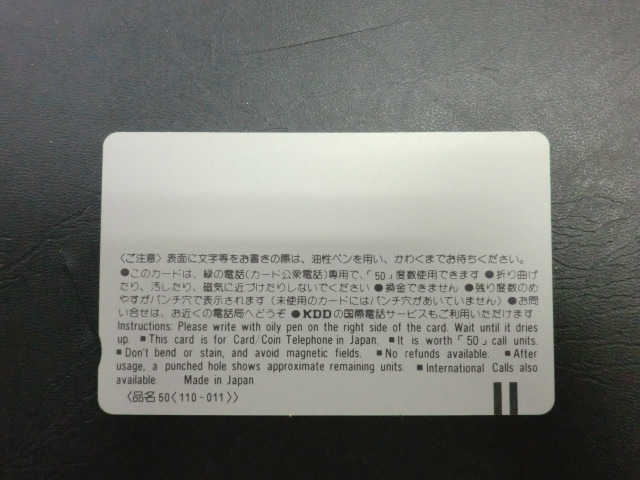 〈ご注意〉表面に文字等をお書きの際は、油性ペンを用い、かわくまでお待ちください。
●このカードは、緑の電話(カード公衆電話)専用で、「50」度数使用できます ●折り曲げ
たり、汚したり、磁気に近づけたりしないでください ●換金できません ●残り度数のめ
やすがパンチ穴で表示されます(未使用のカードにはパンチ穴があいていません) ●お問
い合せは、お近くの電話局へどうぞ ●KDDの国際電話サービスもご利用いただけます
Instructions: Please write with oily pen on the right side of the card. Wait until it dries
up. ■This card is for Card/Coin Telephone in Japan. ■It is worth「50」call units.
■Don't bend or stain, and avoid magnetic fields. ■No refunds available. ■After
usage, a punched hole shows approximate remaining units. ■International Calls also
available. Made in Japan
〈品名50〈110-011〉〉